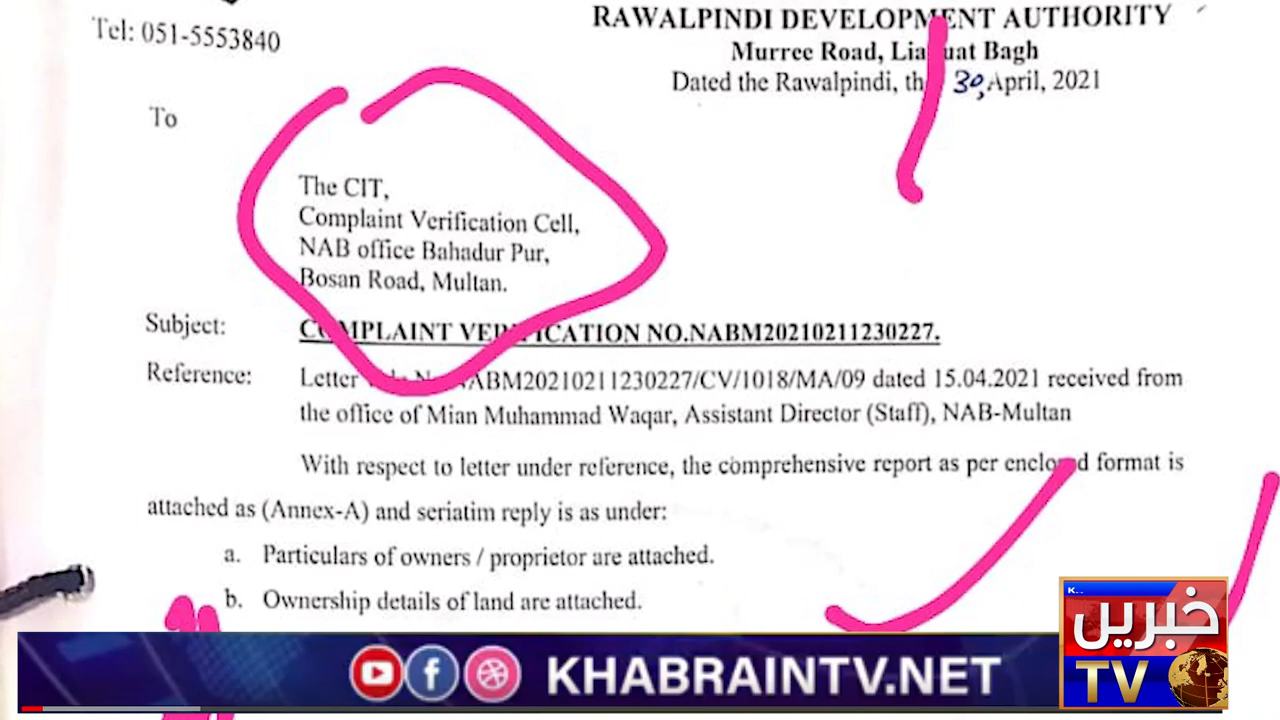 Tel: 051-5553840
RAWALPINDI DEVELOPMENT AUTHORITY
Murree Road, Liaquat Bagh
Dated the Rawalpindi, the 30, April, 2021
To
The CIT,
Complaint Verification Cell,
NAB office Bahadur Pur,
Bosan Road, Multan.
Subject: COMPLAINT VERIFICATION NO.NABM20210211230227.
Reference: Letter NABM20210211230227/CV/1018/MA/09 dated 15.04.2021 received from
the office of Mian Muhammad Waqar, Assistant Director (Staff), NAB-Multan
With respect to letter under reference, the comprehensive report as per enclosed format is
attached as (Annex-A) and seriatim reply is as under:
a. Particulars of owners / proprietor are attached.
b. Ownership details of land are attached.
KHABRAINTV.NET
K..
خبریں
TV